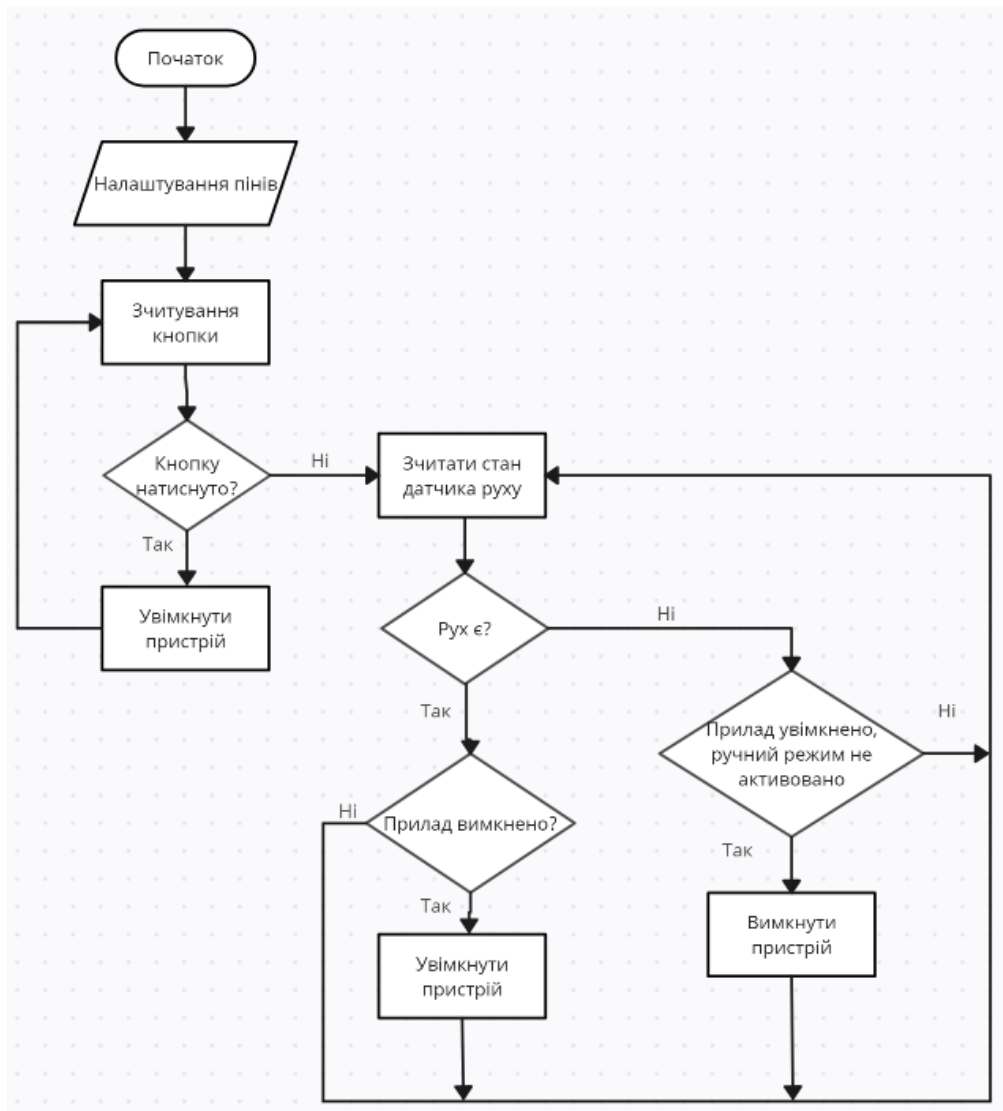 Початок
Налаштування пінів
Зчитування
кнопки
Кнопку
натиснуто?
Ні
Так
Увімкнути
пристрій
Зчитати стан
датчика руху
Рух є?
Ні
Так
Прилад увімкнено,
ручний режим не
активовано
Ні
Так
Вимкнути
пристрій
Прилад вимкнено?
Ні
Так
Увімкнути
пристрій